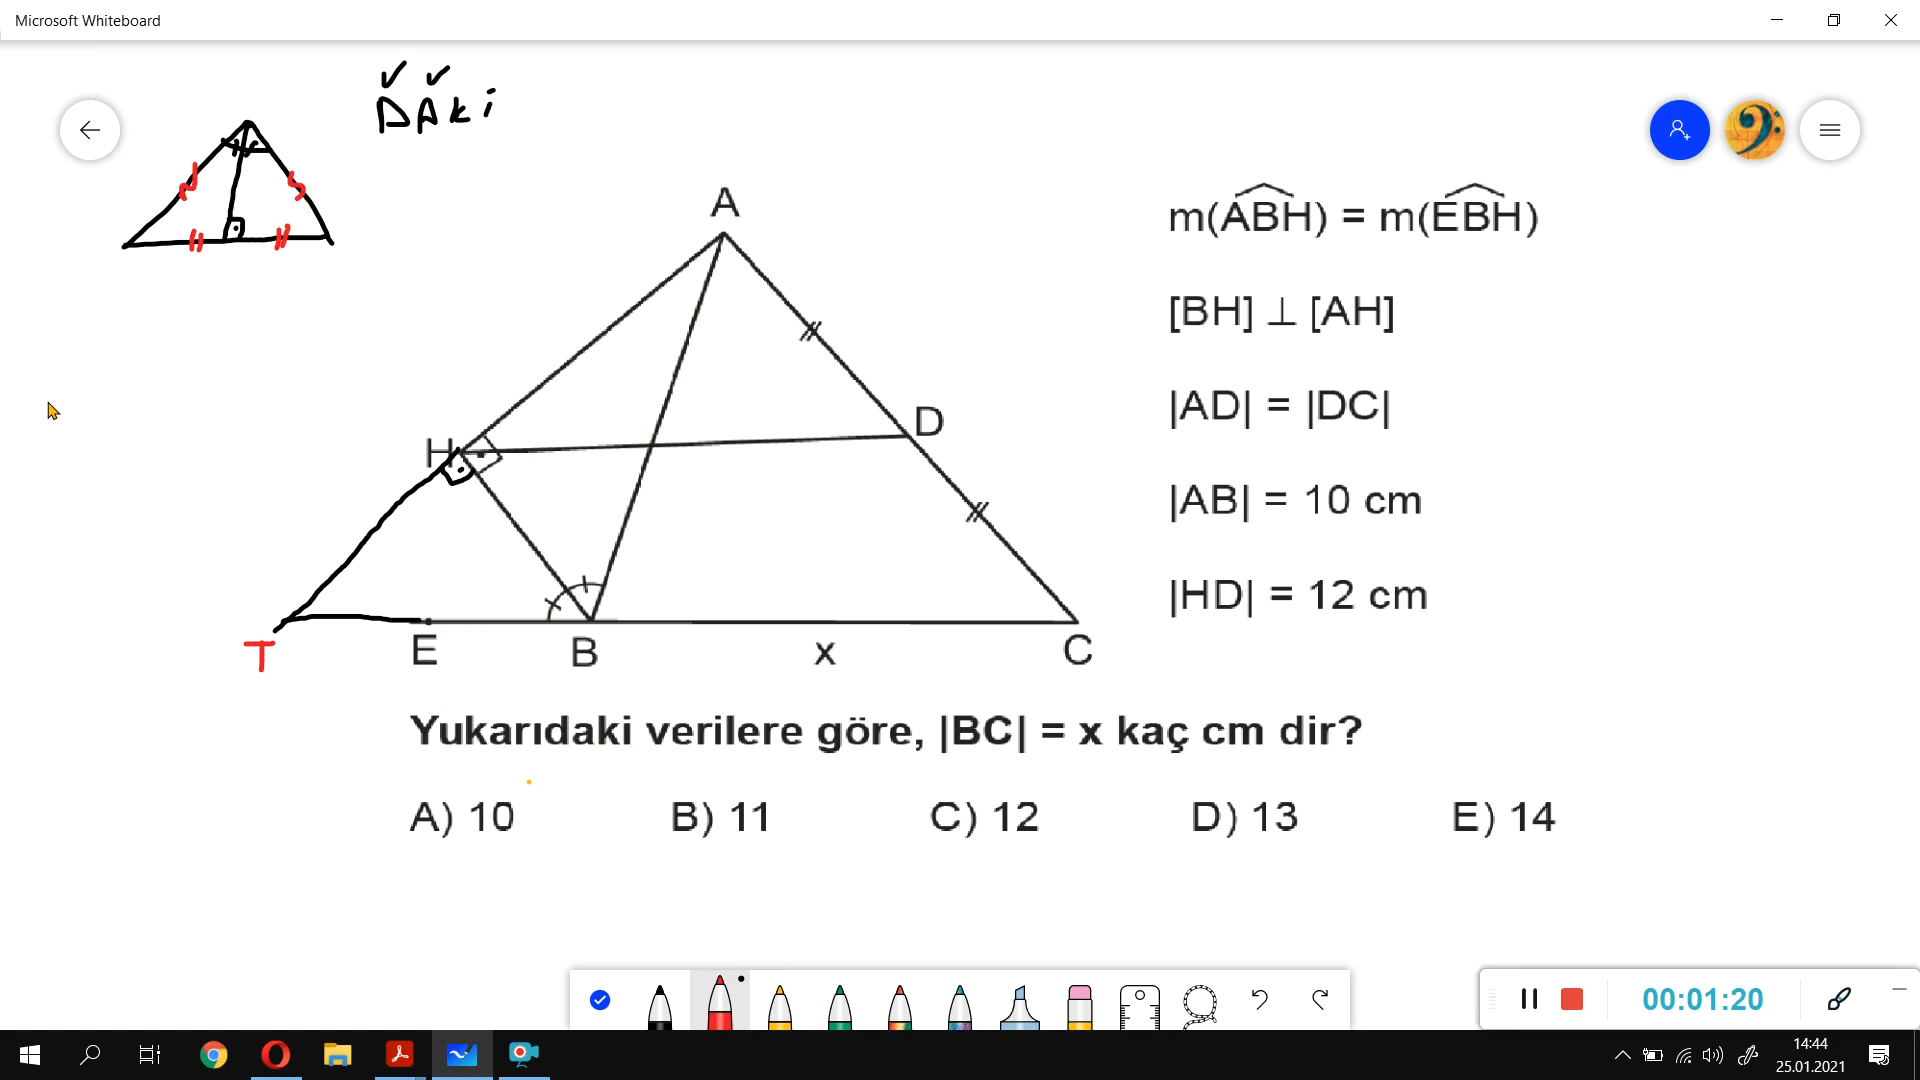 Microsoft Whiteboard
DAKİ
A
H
D
T
E
B
x
C
m(ABH) = m(EBH)
[BH] ⊥ [AH]
|AD| = |DC|
|AB| = 10 cm
|HD| = 12 cm
Yukarıdaki verilere göre, |BC| = x kaç cm dir?
A) 10 B) 11 C) 12 D) 13 E) 14
00:01:20
14:44
25.01.2021